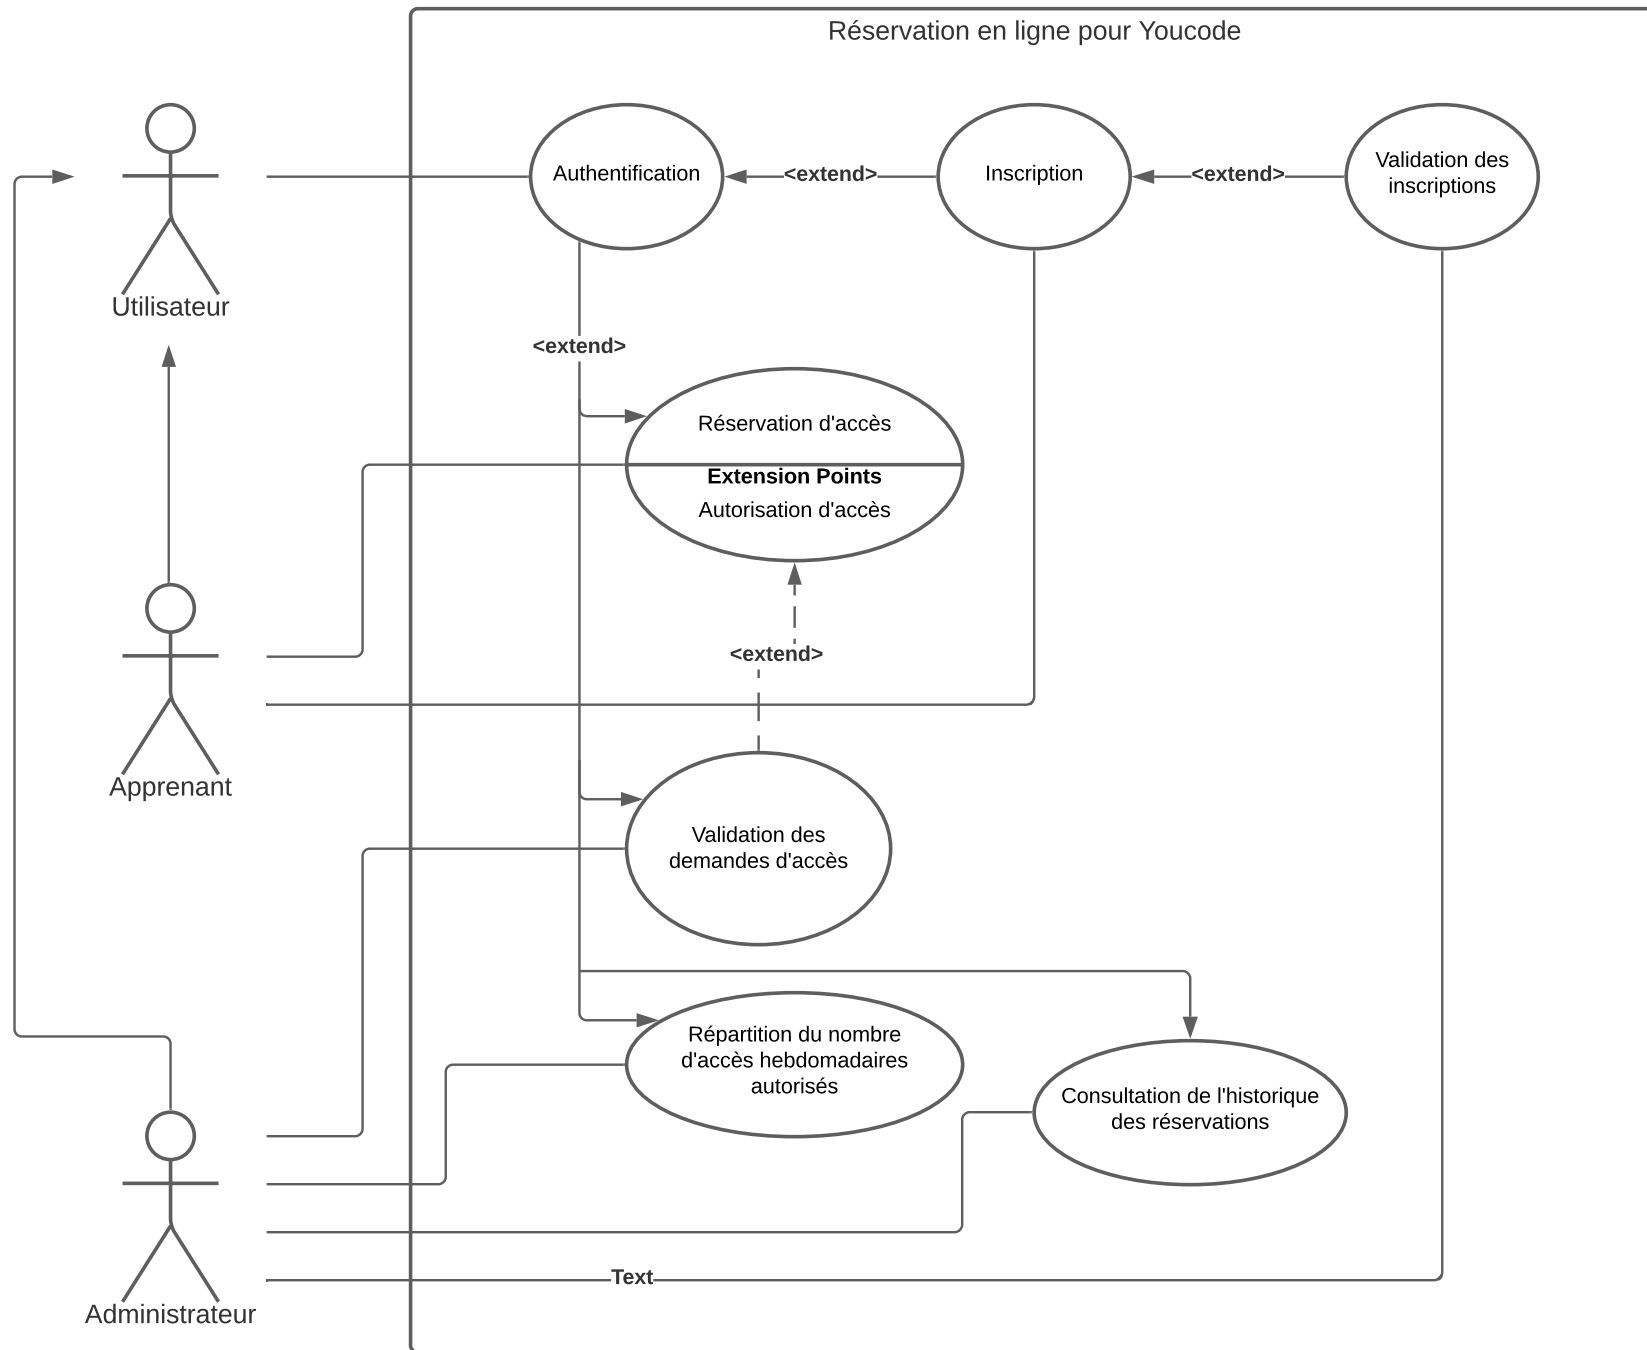 Réservation en ligne pour Youcode
Authentification
<extend>
Inscription
<extend>
Validation des
inscriptions
Utilisateur
<extend>
Réservation d'accès
Extension Points
Autorisation d'accès
<extend>
Apprenant
Validation des
demandes d'accès
Répartition du nombre
d'accès hebdomadaires
autorisés
Consultation de l'historique
des réservations
Text
Administrateur